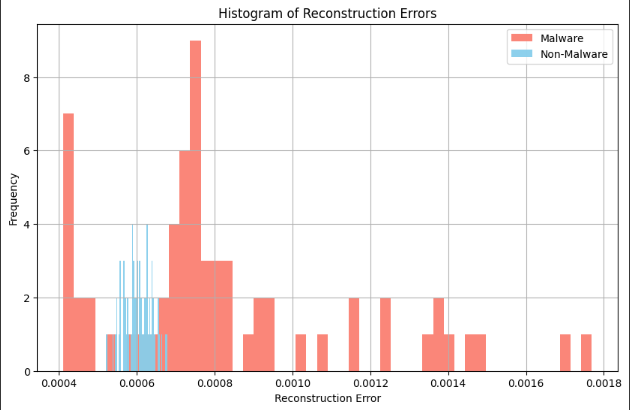 Histogram of Reconstruction Errors
Malware
Non-Malware
Frequency
8
6
4
2
0
0.0004 0.0006 0.0008 0.0010 0.0012 0.0014 0.0016 0.0018
Reconstruction Error